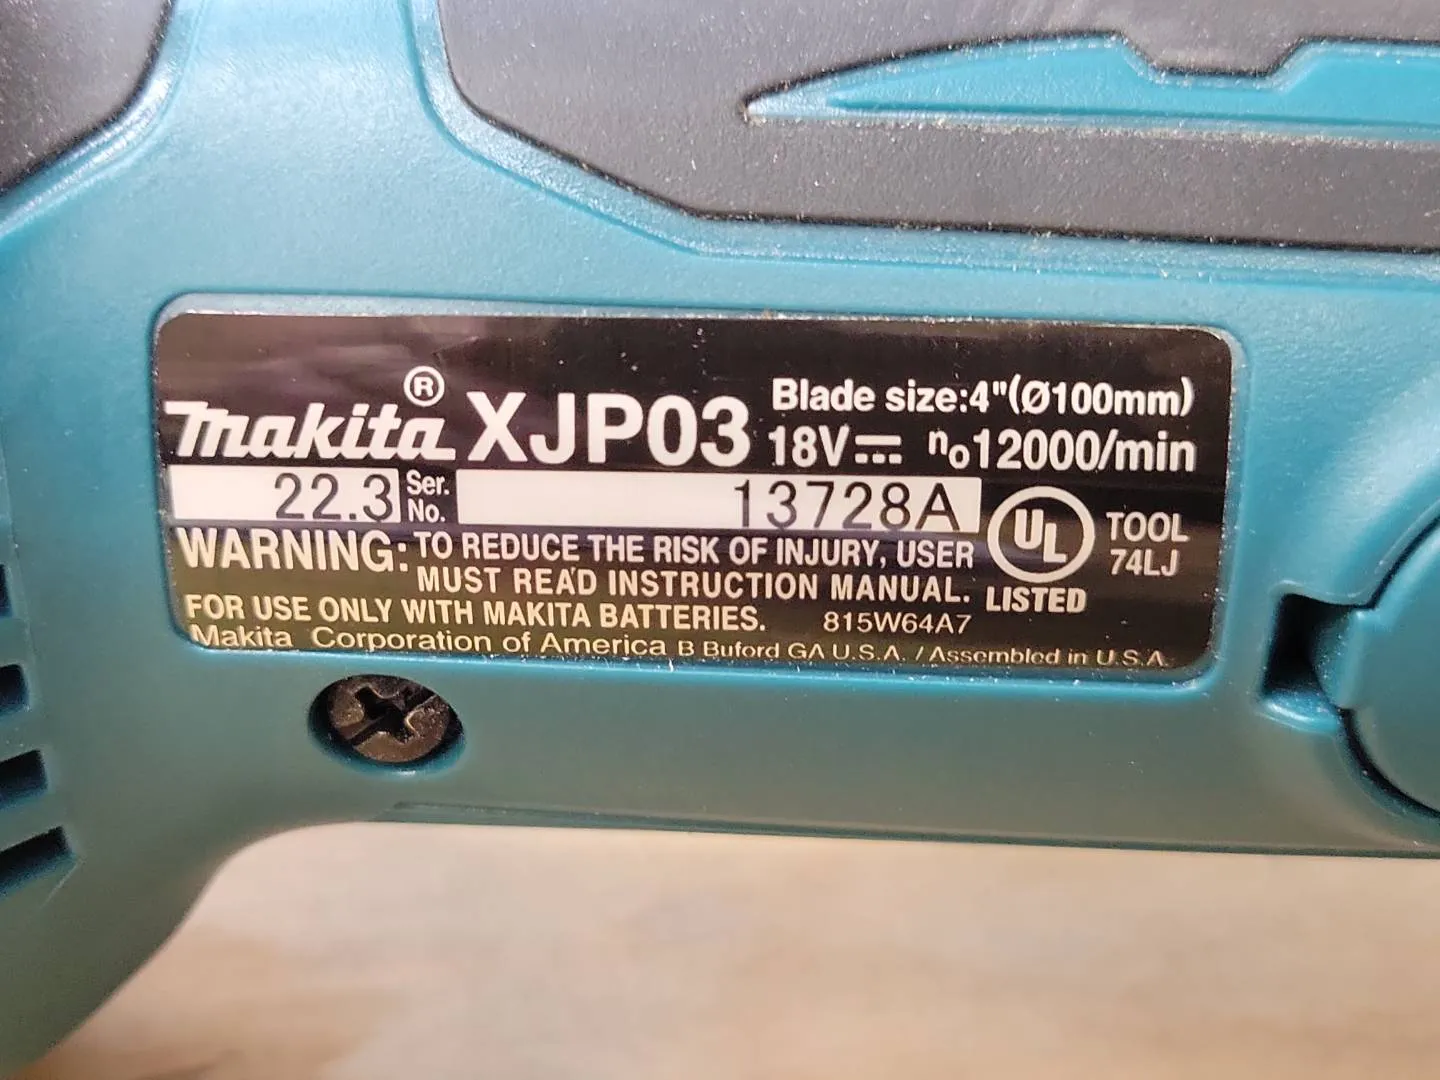 makita® XJP03 Blade size:4"(Ø100mm)
18V⎓ n₀12000/min
22.3 Ser. No. 13728A
UL LISTED
TOOL
74LJ
WARNING: TO REDUCE THE RISK OF INJURY, USER
MUST READ INSTRUCTION MANUAL.
FOR USE ONLY WITH MAKITA BATTERIES. 815W64A7
Makita Corporation of America B Buford GA U.S.A. / Assembled in U.S.A.